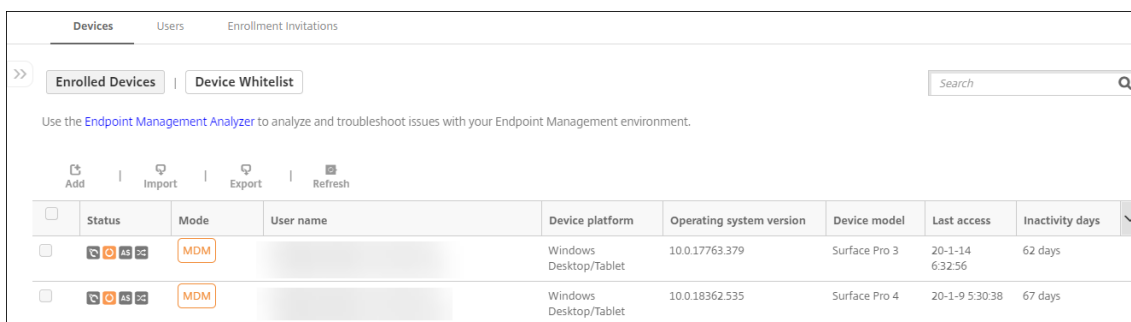 Devices Users Enrollment Invitations
Enrolled Devices | Device Whitelist Search
Use the Endpoint Management Analyzer to analyze and troubleshoot issues with your Endpoint Management environment.
Add | Import | Export | Refresh
Status Mode User name Device platform Operating system version Device model Last access Inactivity days
AS MDM Windows 10.0.17763.379 Surface Pro 3 20-1-14 62 days
Desktop/Tablet 6:32:56
AS MDM Windows 10.0.18362.535 Surface Pro 4 20-1-9 5:30:38 67 days
Desktop/Tablet